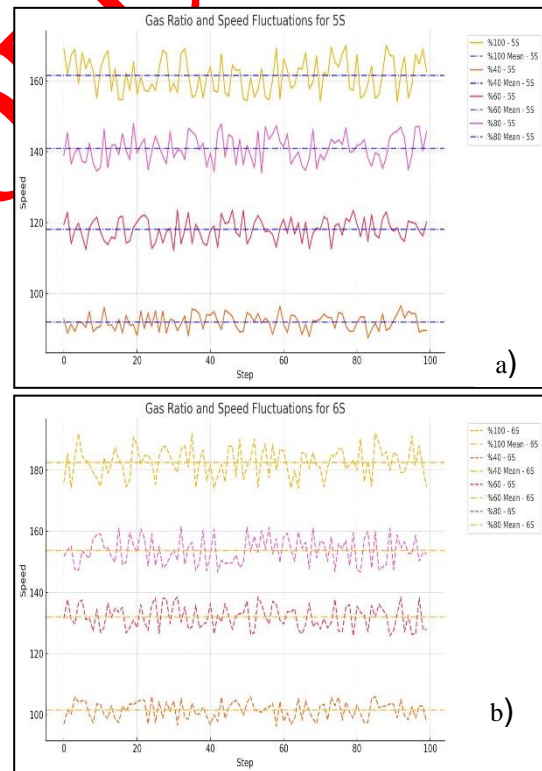 Gas Ratio and Speed Fluctuations for 5S
%100 - 5S
%100 Mean - 5S
%40 - 5S
%40 Mean - 5S
%60 - 5S
%60 Mean - 5S
%80 - 5S
%80 Mean - 5S
160
140
120
100
Speed
0 20 40 60 80 100
Step
a)
Gas Ratio and Speed Fluctuations for 6S
%100 - 6S
%100 Mean - 6S
%40 - 6S
%40 Mean - 6S
%60 - 6S
%60 Mean - 6S
%80 - 6S
%80 Mean - 6S
180
160
140
120
100
Speed
0 20 40 60 80 100
Step
b)